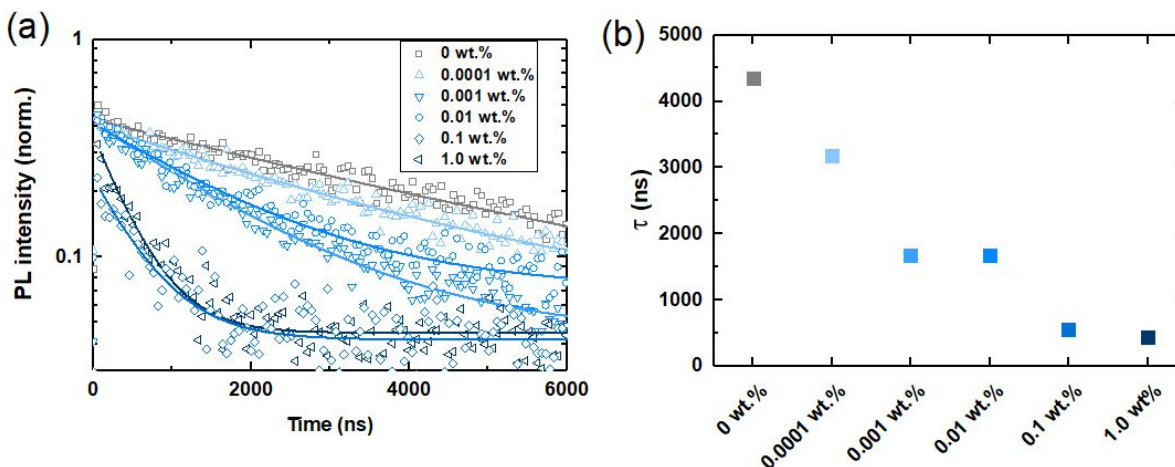 (a)
1
0.1
PL intensity (norm.)
0 wt.%
0.0001 wt.%
0.001 wt.%
0.01 wt.%
0.1 wt.%
1.0 wt.%
0
2000
4000
6000
Time (ns)
(b)
5000
4000
3000
2000
1000
0
τ (ns)
0 wt.%
0.0001 wt.%
0.001 wt.%
0.01 wt.%
0.1 wt.%
1.0 wt%